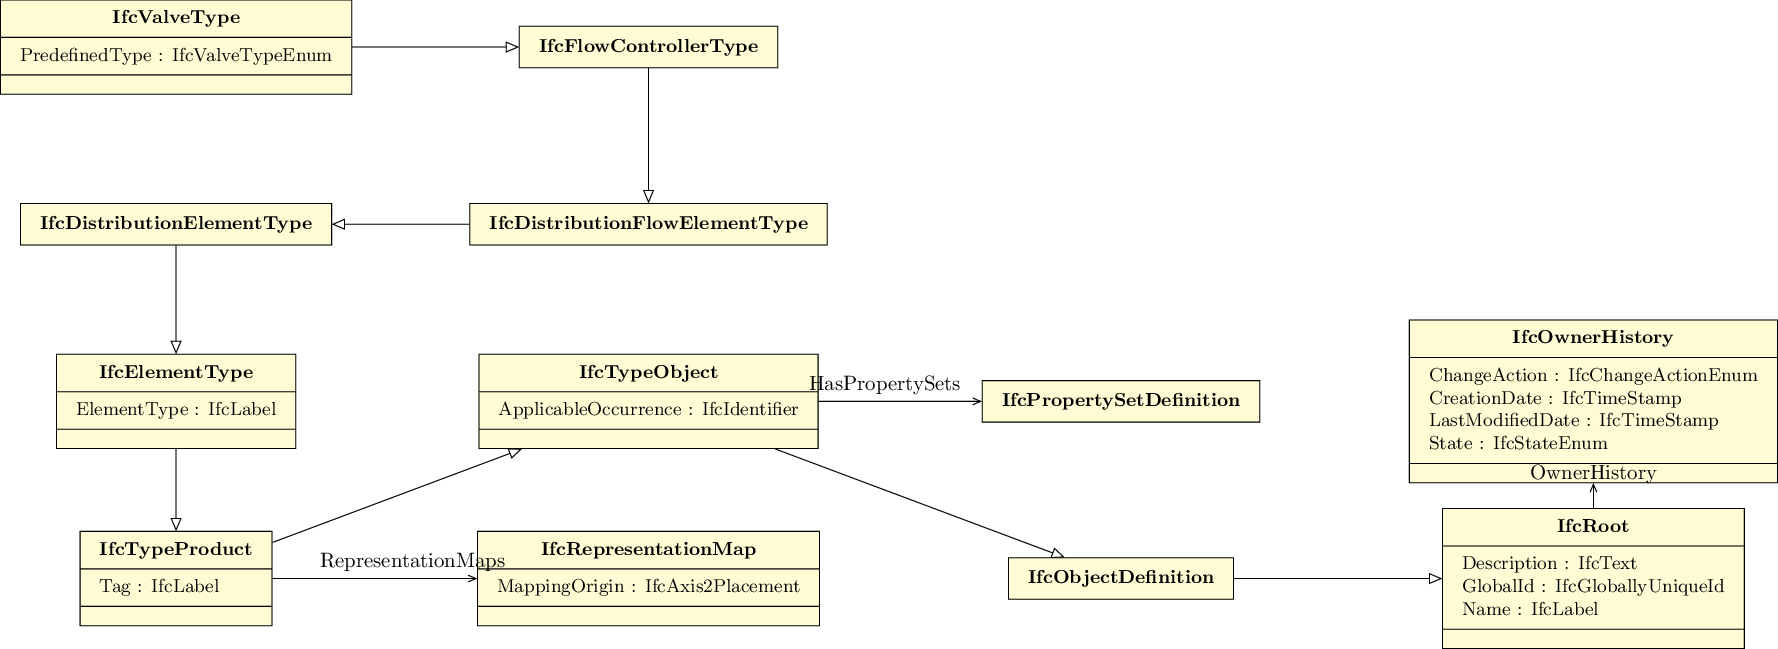 IfcValveType
PredefinedType : IfcValveTypeEnum
IfcFlowControllerType
IfcDistributionElementType
IfcDistributionFlowElementType
IfcElementType
ElementType : IfcLabel
IfcTypeObject
ApplicableOccurrence : IfcIdentifier
HasPropertySets
IfcPropertySetDefinition
IfcOwnerHistory
ChangeAction : IfcChangeActionEnum
CreationDate : IfcTimeStamp
LastModifiedDate : IfcTimeStamp
State : IfcStateEnum
OwnerHistory
IfcTypeProduct
Tag : IfcLabel
RepresentationMaps
IfcRepresentationMap
MappingOrigin : IfcAxis2Placement
IfcObjectDefinition
IfcRoot
Description : IfcText
GlobalId : IfcGloballyUniqueId
Name : IfcLabel